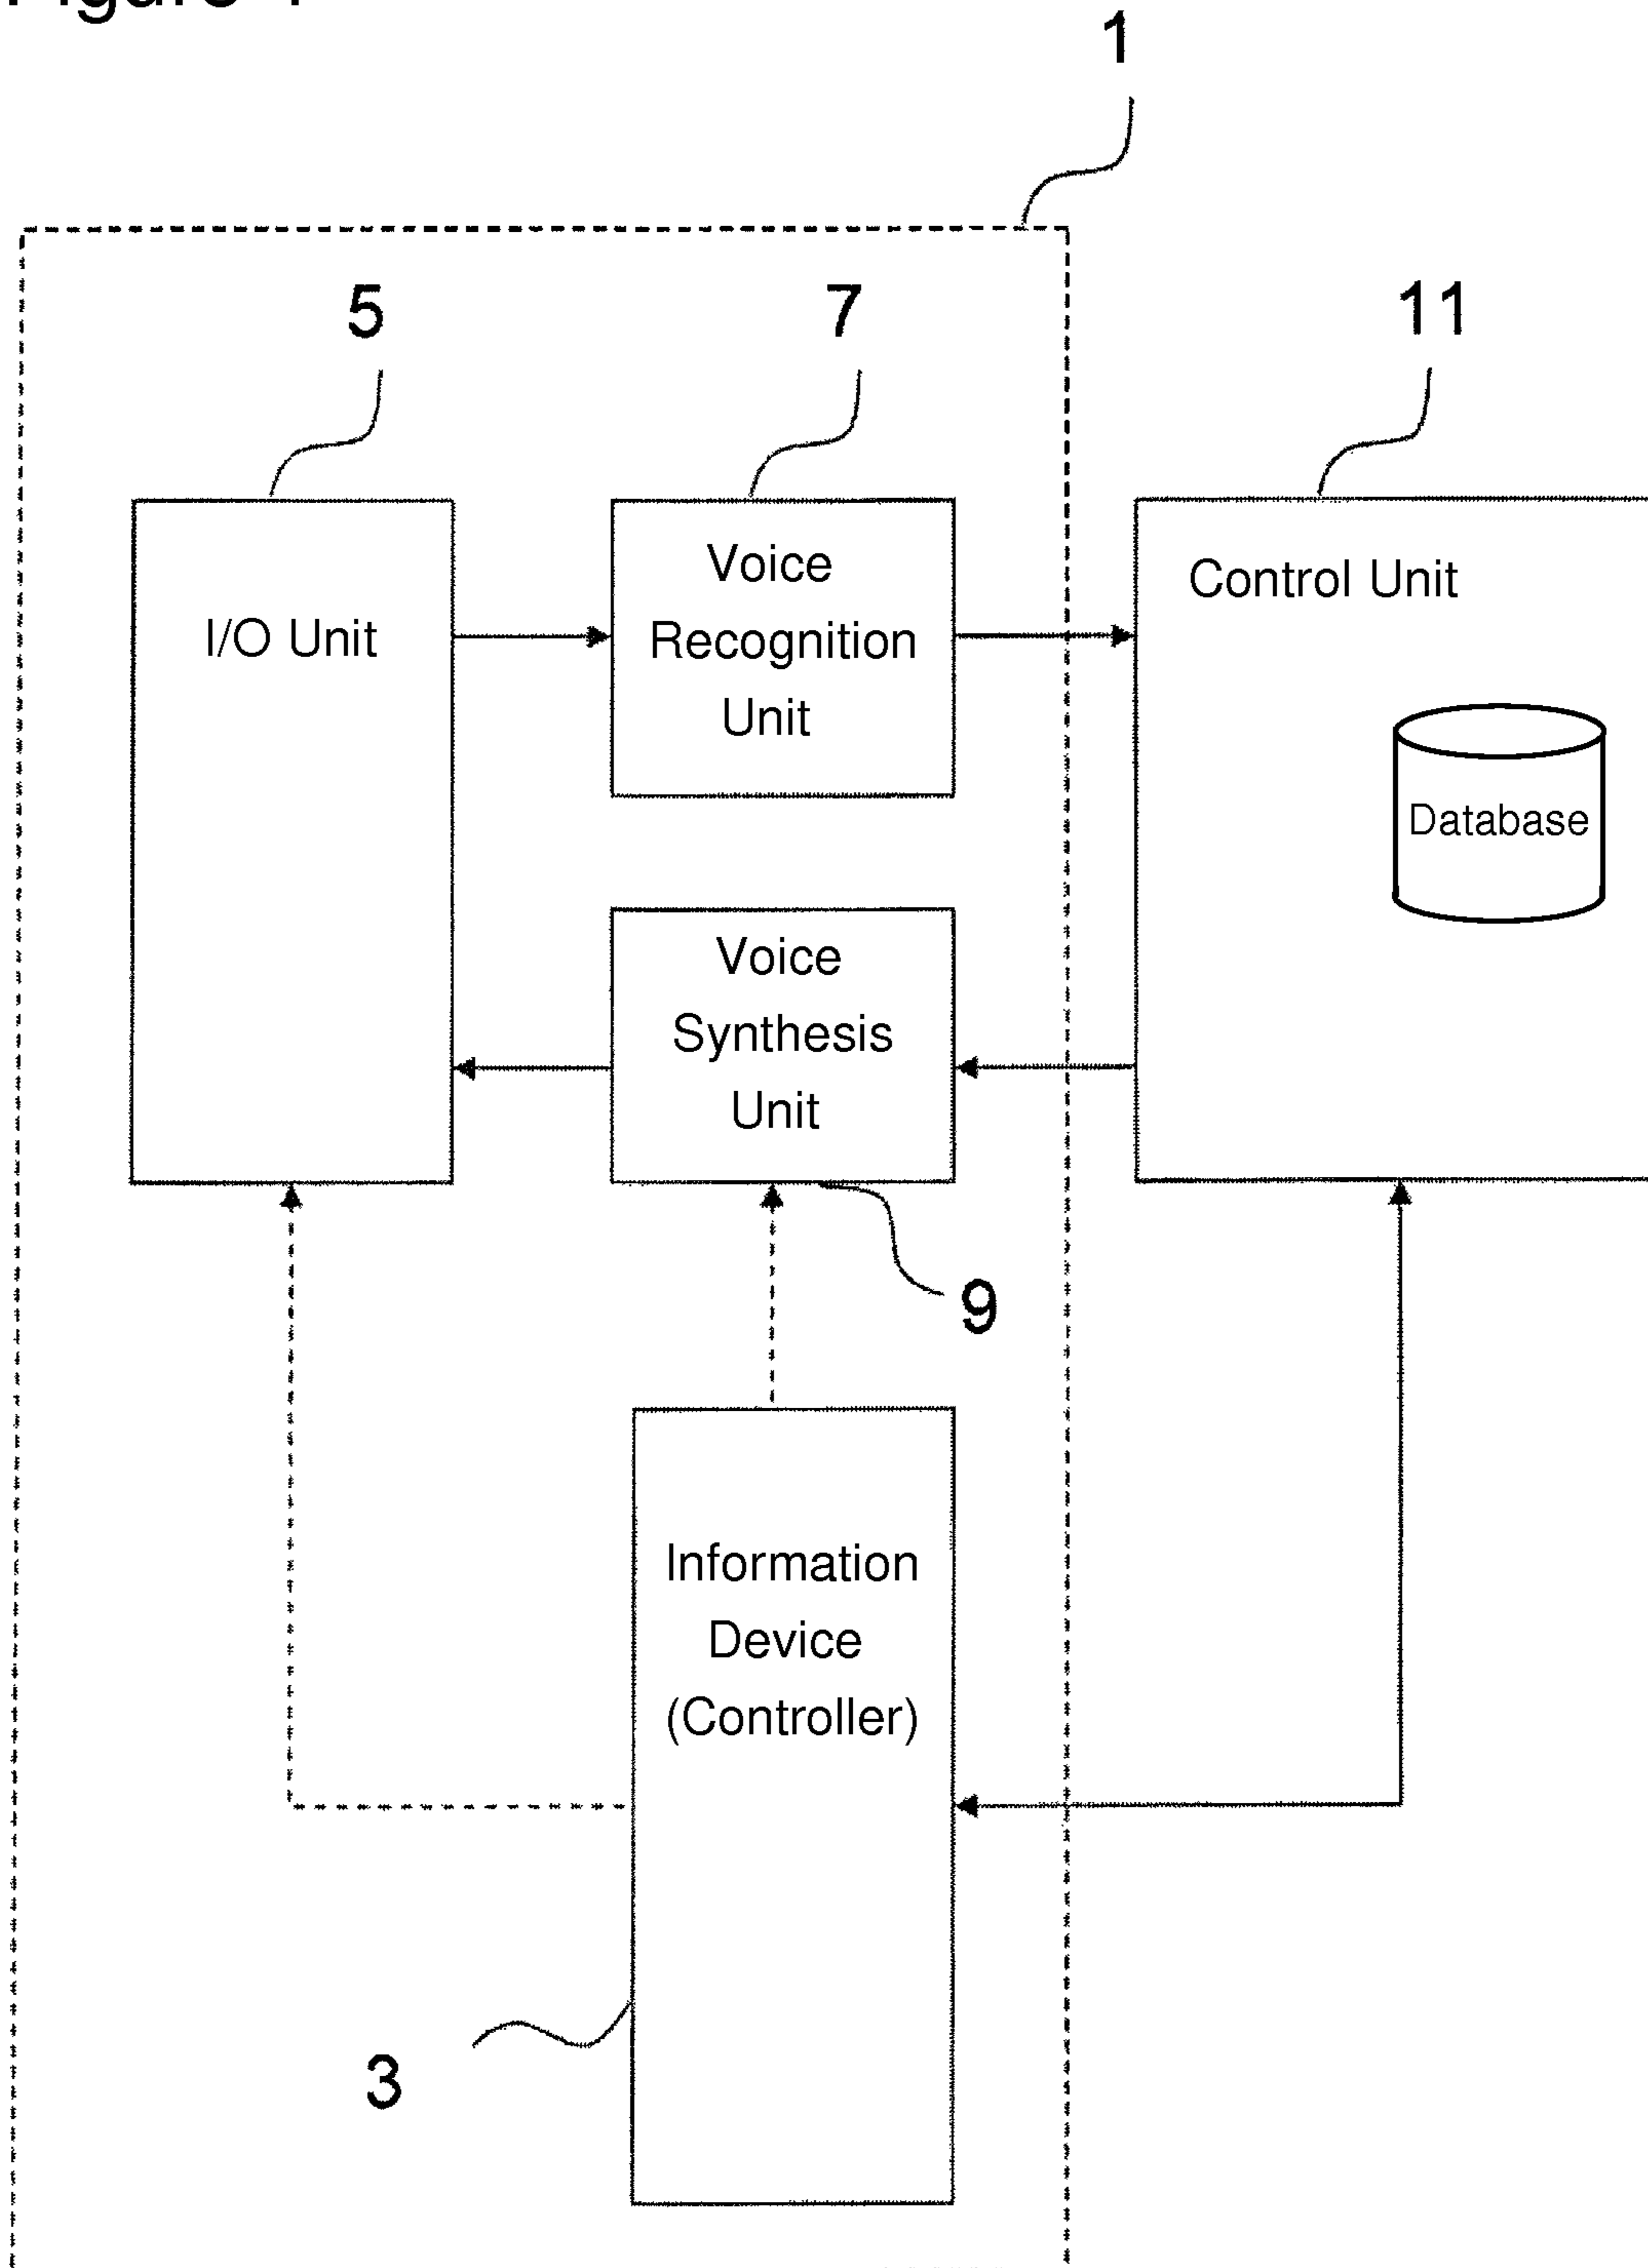 1
5
7
11
I/O Unit
Voice
Recognition
Unit
Control Unit
Database
Voice
Synthesis
Unit
9
Information
Device
(Controller)
3